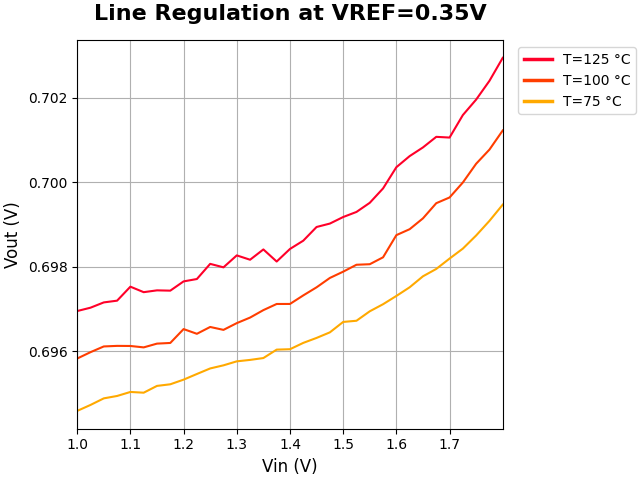 Line Regulation at VREF=0.35V
T=125 °C
T=100 °C
T=75 °C
0.702
0.700
0.698
0.696
Vout (V)
1.0 1.1 1.2 1.3 1.4 1.5 1.6 1.7
Vin (V)